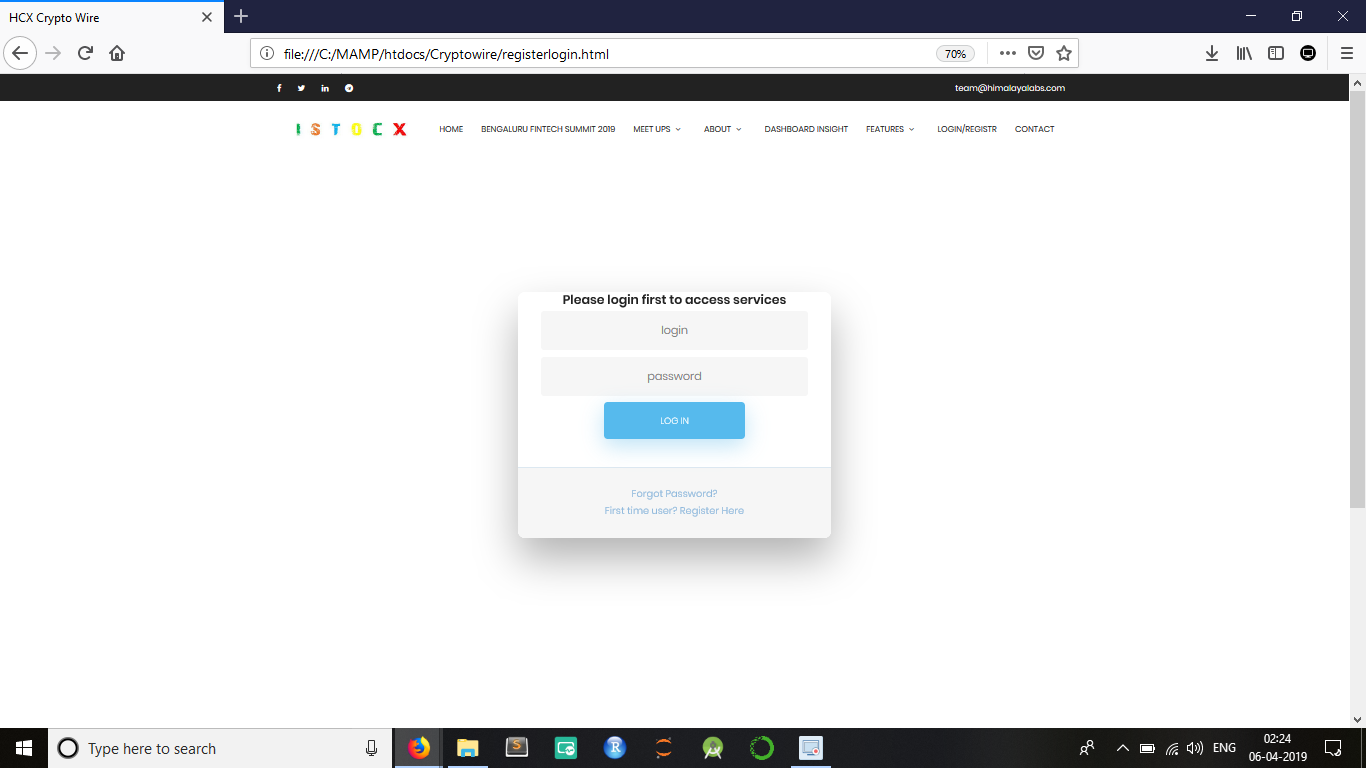 HCX Crypto Wire
file:///C:/MAMP/htdocs/Cryptowire/registerlogin.html
70%
team@himalayalabs.com
ISTOCX
HOME BENGALURU FINTECH SUMMIT 2019 MEET UPS ABOUT DASHBOARD INSIGHT FEATURES LOGIN/REGISTR CONTACT
Please login first to access services
login
password
LOG IN
Forgot Password?
First time user? Register Here
Type here to search
ENG
02:24
06-04-2019